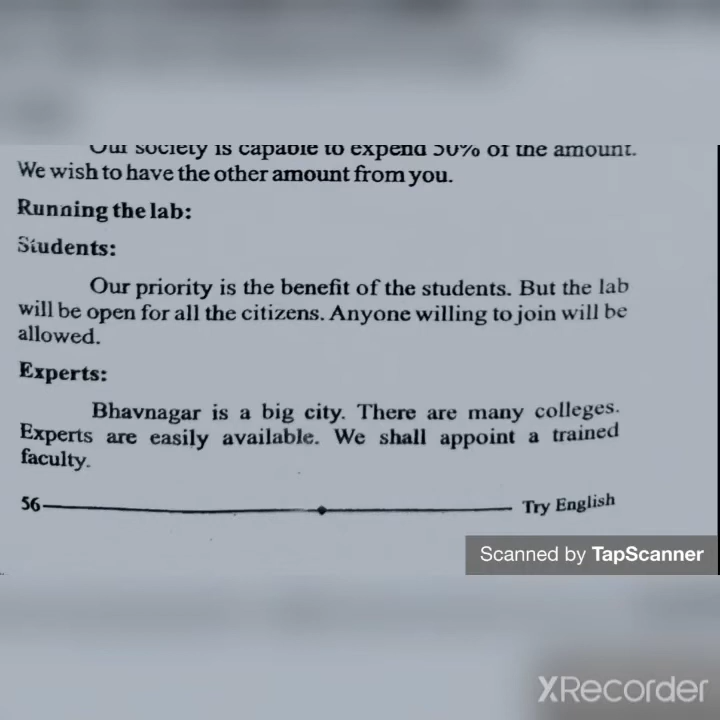 Our society is capable to expend 50% of the amount.
We wish to have the other amount from you.
Running the lab:
Students:
Our priority is the benefit of the students. But the lab
will be open for all the citizens. Anyone willing to join will be
allowed.
Experts:
Bhavnagar is a big city. There are many colleges.
Experts are easily available. We shall appoint a trained
faculty.
56 Try English
Scanned by TapScanner
XRecorder